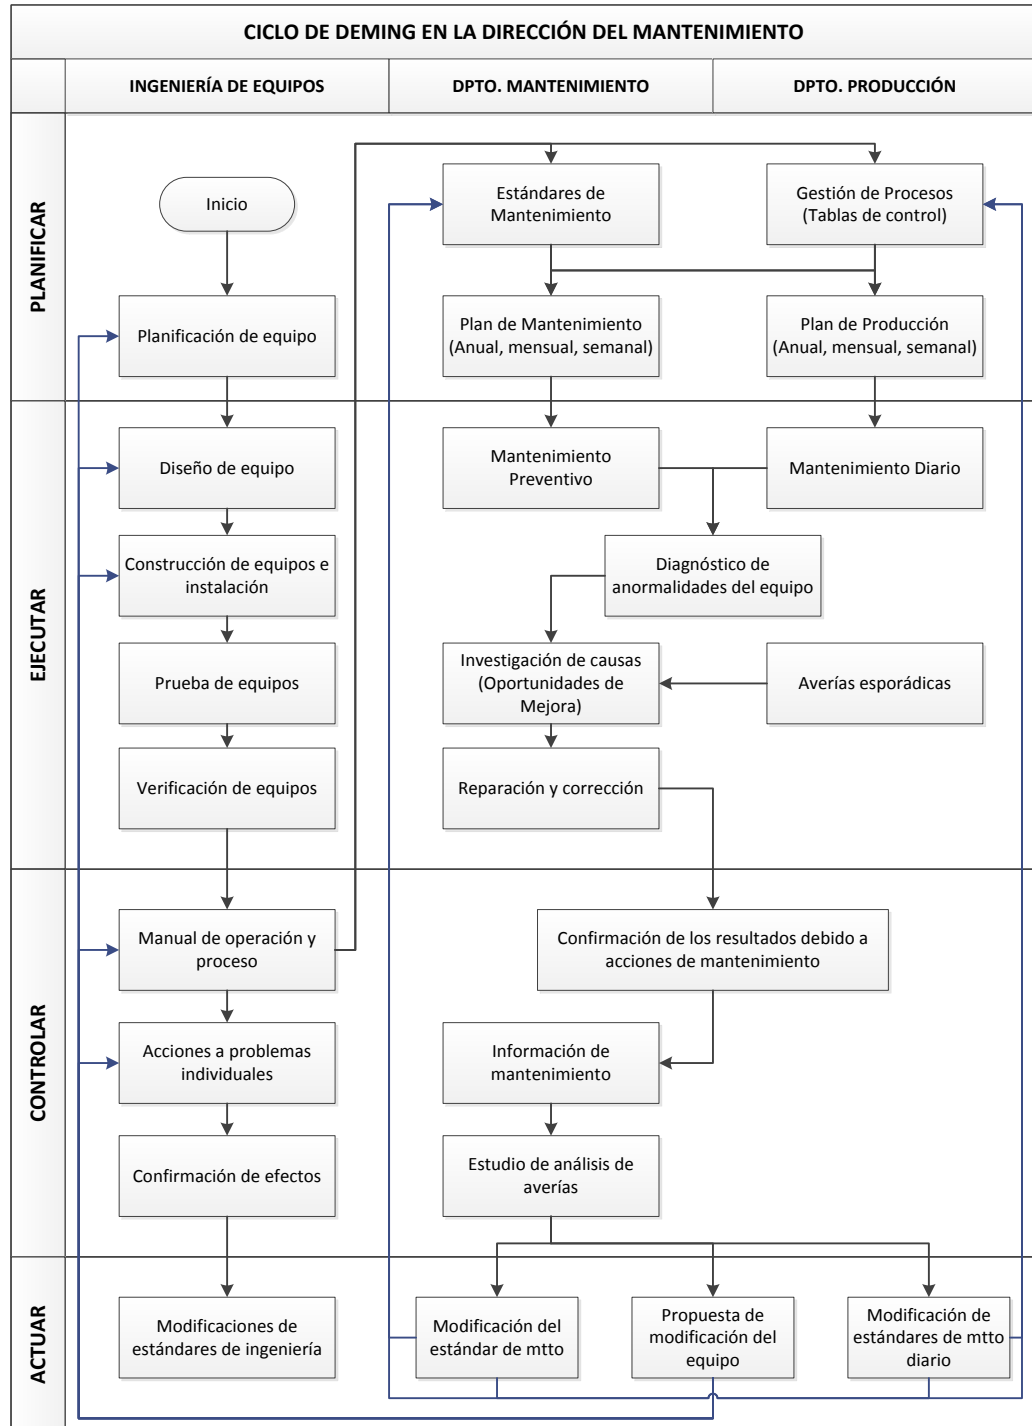 CICLO DE DEMING EN LA DIRECCIÓN DEL MANTENIMIENTO
INGENIERÍA DE EQUIPOS
DPTO. MANTENIMIENTO
DPTO. PRODUCCIÓN
PLANIFICAR
Inicio
Estándares de
Mantenimiento
Gestión de Procesos
(Tablas de control)
Planificación de equipo
Plan de Mantenimiento
(Anual, mensual, semanal)
Plan de Producción
(Anual, mensual, semanal)
EJECUTAR
Diseño de equipo
Mantenimiento
Preventivo
Mantenimiento Diario
Construcción de equipos e
instalación
Diagnóstico de
anormalidades del equipo
Prueba de equipos
Investigación de causas
(Oportunidades de
Mejora)
Averías esporádicas
Verificación de equipos
Reparación y corrección
CONTROLAR
Manual de operación y
proceso
Confirmación de los resultados debido a
acciones de mantenimiento
Acciones a problemas
individuales
Información de
mantenimiento
Confirmación de efectos
Estudio de análisis de
averías
ACTUAR
Modificaciones de
estándares de ingeniería
Modificación del
estándar de mtto
Propuesta de
modificación del
equipo
Modificación de
estándares de mtto
diario